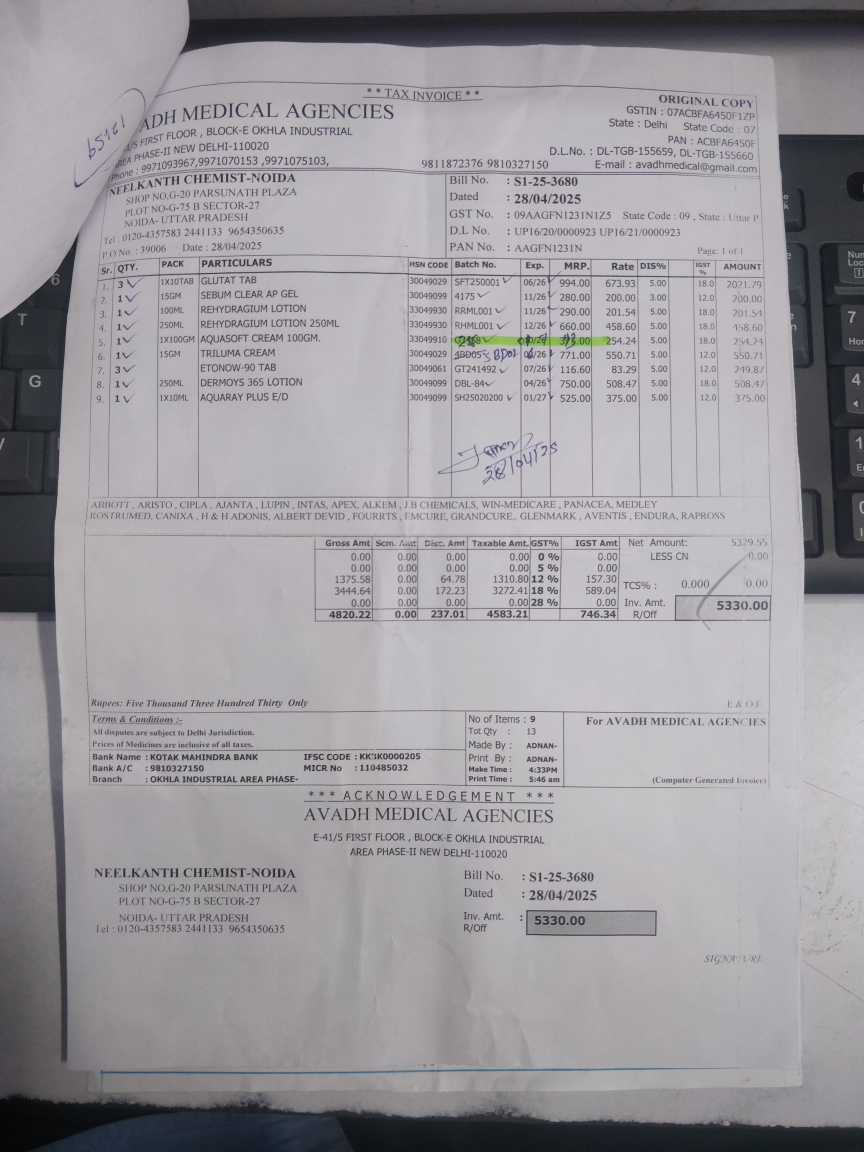 ** TAX INVOICE **
ORIGINAL COPY
ADH MEDICAL AGENCIES
GSTIN : 07ACBFA6450F1ZP
/5 FIRST FLOOR , BLOCK-E OKHLA INDUSTRIAL
State : Delhi State Code : 07
AREA PHASE-II NEW DELHI-110020
PAN : ACBFA6450F
D.L.No. : DL-TGB-155659, DL-TGB-155660
Phone : 9971093967,9971070153 ,9971075103, 9811872376 9810327150
E-mail : avadhmedical@gmail.com
NEELKANTH CHEMIST-NOIDA
SHOP NO,G-20 PARSUNATH PLAZA
PLOT NO-G-75 B SECTOR-27
NOIDA- UTTAR PRADESH
Tel : 0120-4357583 2441133 9654350635
P.O No. : 39006 Date : 28/04/2025
Bill No. : S1-25-3680
Dated : 28/04/2025
GST No. : 09AAGFN1231N1Z5 State Code : 09 , State : Uttar P
D.L No. : UP16/20/0000923 UP16/21/0000923
PAN No. : AAGFN1231N
Page: 1 of 1
Sr. QTY. PACK PARTICULARS HSN CODE Batch No. Exp. MRP. Rate DIS% IGST % AMOUNT
1. 3 1X10TAB GLUTAT TAB 30049029 SFT250001 06/26 994.00 673.93 5.00 18.0 2021.79
2. 1 15GM SEBUM CLEAR AP GEL 30049099 4175 11/26 280.00 200.00 3.00 12.0 200.00
3. 1 100ML REHYDRAGIUM LOTION 33049930 RRML001 11/26 290.00 201.54 5.00 18.0 201.54
4. 1 250ML REHYDRAGIUM LOTION 250ML 33049930 RHML001 12/26 660.00 458.60 5.00 18.0 458.60
5. 1 1X100GM AQUASOFT CREAM 100GM. 33049910 254.24 5.00 18.0 254.24
6. 1 15GM TRILUMA CREAM 30049029 /26 771.00 550.71 5.00 12.0 550.71
7. 3 ETONOW-90 TAB 30049061 GT241492 07/26 116.60 83.29 5.00 12.0 249.87
8. 1 250ML DERMOYS 365 LOTION 30049099 DBL-84 04/26 750.00 508.47 5.00 18.0 508.47
9. 1 1X10ML AQUARAY PLUS E/D 30049099 SH25020200 01/27 525.00 375.00 5.00 12.0 375.00
28/04/25
ABBOTT , ARISTO , CIPLA , AJANTA , LUPIN , INTAS, APEX, ALKEM , J.B CHEMICALS, WIN-MEDICARE , PANACEA, MEDLEY
ROSTRUMED, CANIXA , H & H ADONIS, ALBERT DEVID , FOURRTS , EMCURE, GRANDCURE,. GLENMARK , AVENTIS , ENDURA, RAPROSS
Gross Amt Scm. Amt Disc. Amt Taxable Amt. GST% IGST Amt
0.00 0.00 0.00 0.00 0 % 0.00
0.00 0.00 0.00 0.00 5 % 0.00
1375.58 0.00 64.78 1310.80 12 % 157.30
3444.64 0.00 172.23 3272.41 18 % 589.04
0.00 0.00 0.00 0.00 28 % 0.00
4820.22 0.00 237.01 4583.21 746.34
Net Amount: 5329.55
LESS CN 0.00
TCS% : 0.000 0.00
Inv. Amt. : 5330.00
R/Off
Rupees: Five Thousand Three Hundred Thirty Only
E & O E
Terms & Conditions :-
All disputes are subject to Delhi Jurisdiction.
Prices of Medicines are inclusive of all taxes.
Bank Name : KOTAK MAHINDRA BANK IFSC CODE : KKBK0000205
Bank A/C : 9810327150 MICR No : 110485032
Branch : OKHLA INDUSTRIAL AREA PHASE-
No of Items : 9
Tot Qty : 13
Made By : ADNAN-
Print By : ADNAN-
Make Time : 4:33PM
Print Time : 5:46 am
For AVADH MEDICAL AGENCIES
(Computer Generated Invoice)
*** ACKNOWLEDGEMENT ***
AVADH MEDICAL AGENCIES
E-41/5 FIRST FLOOR , BLOCK-E OKHLA INDUSTRIAL
AREA PHASE-II NEW DELHI-110020
NEELKANTH CHEMIST-NOIDA
SHOP NO,G-20 PARSUNATH PLAZA
PLOT NO-G-75 B SECTOR-27
NOIDA- UTTAR PRADESH
Tel : 0120-4357583 2441133 9654350635
Bill No. : S1-25-3680
Dated : 28/04/2025
Inv. Amt. : 5330.00
R/Off
SIGNATURE